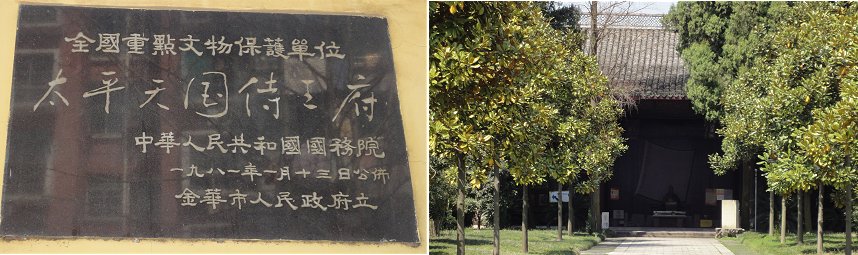 全國重點文物保護單位
太平天国侍王府
中華人民共和國國務院
一九八一年一月十三日公佈
金華市人民政府立